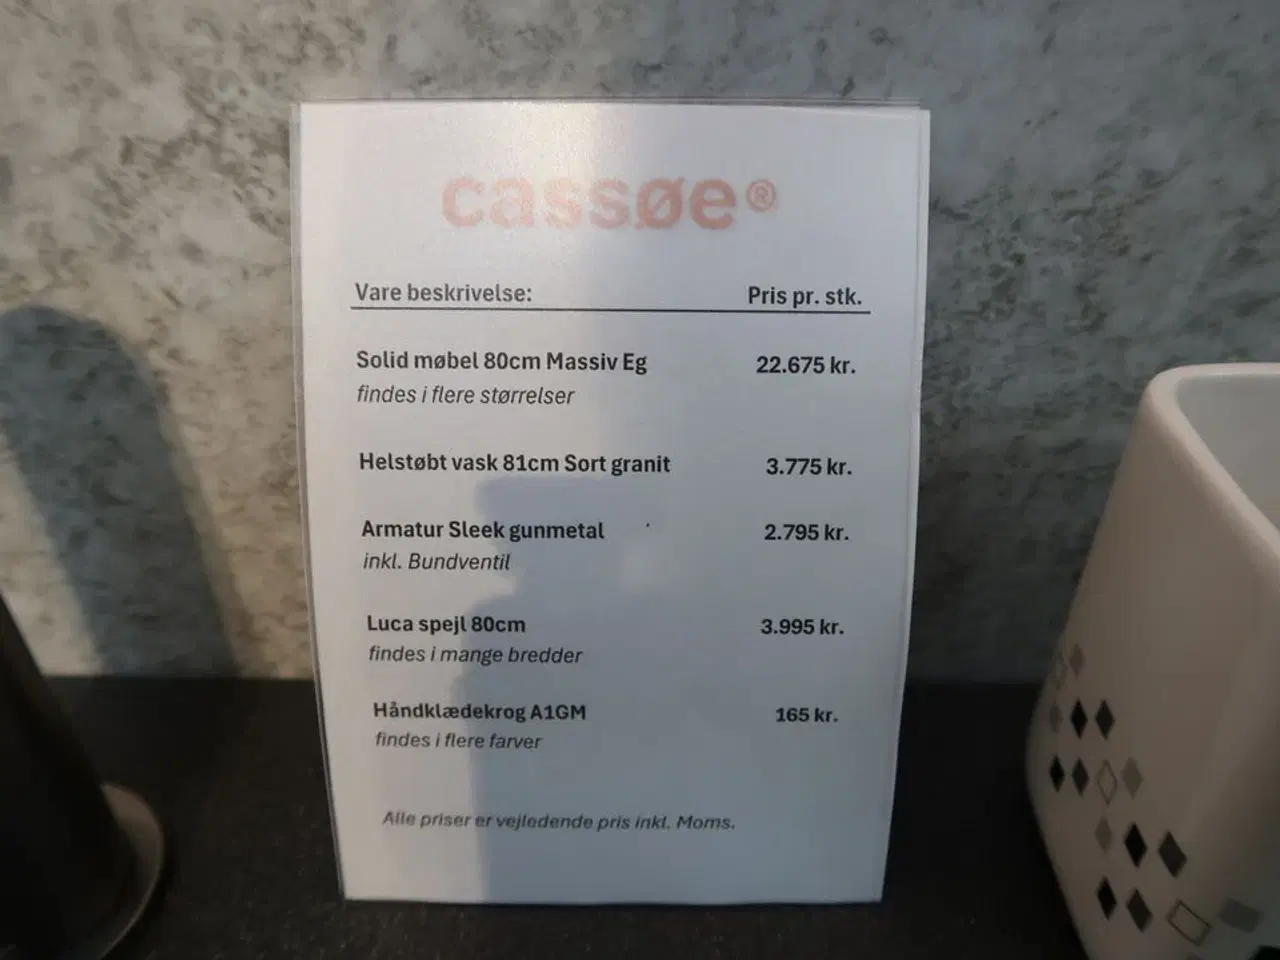 cassøe®
Vare beskrivelse: Pris pr. stk.
Solid møbel 80cm Massiv Eg 22.675 kr.
findes i flere størrelser
Helstøbt vask 81cm Sort granit 3.775 kr.
Armatur Sleek gunmetal 2.795 kr.
inkl. Bundventil
Luca spejl 80cm 3.995 kr.
findes i mange bredder
Håndklædekrog A1GM 165 kr.
findes i flere farver
Alle priser er vejledende pris inkl. Moms.